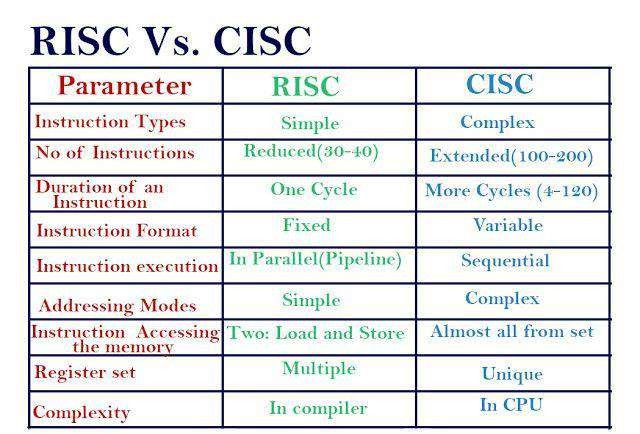 RISC Vs. CISC
Parameter RISC CISC
Instruction Types Simple Complex
No of Instructions Reduced(30-40) Extended(100-200)
Duration of an
Instruction One Cycle More Cycles (4-120)
Instruction Format Fixed Variable
Instruction execution In Parallel(Pipeline) Sequential
Addressing Modes Simple Complex
Instruction Accessing
the memory Two: Load and Store Almost all from set
Register set Multiple Unique
Complexity In compiler In CPU